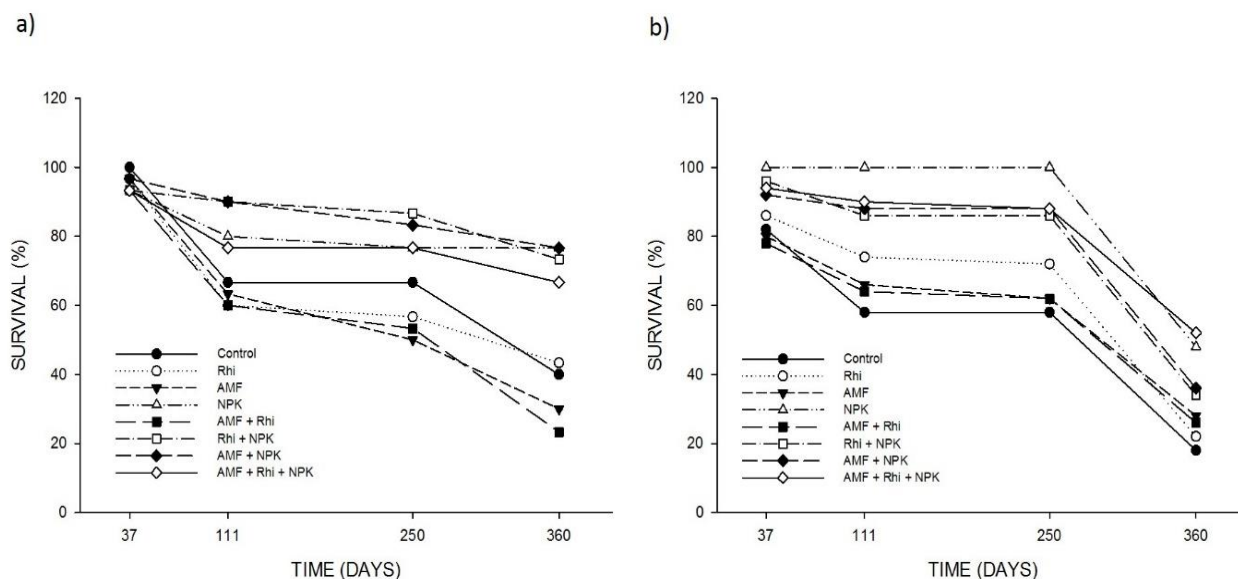 a)
SURVIVAL (%)
120
100
80
60
40
20
0
Control
Rhi
AMF
NPK
AMF + Rhi
Rhi + NPK
AMF + NPK
AMF + Rhi + NPK
37 111 250 360
TIME (DAYS)
b)
SURVIVAL (%)
120
100
80
60
40
20
0
Control
Rhi
AMF
NPK
AMF + Rhi
Rhi + NPK
AMF + NPK
AMF + Rhi + NPK
37 111 250 360
TIME (DAYS)